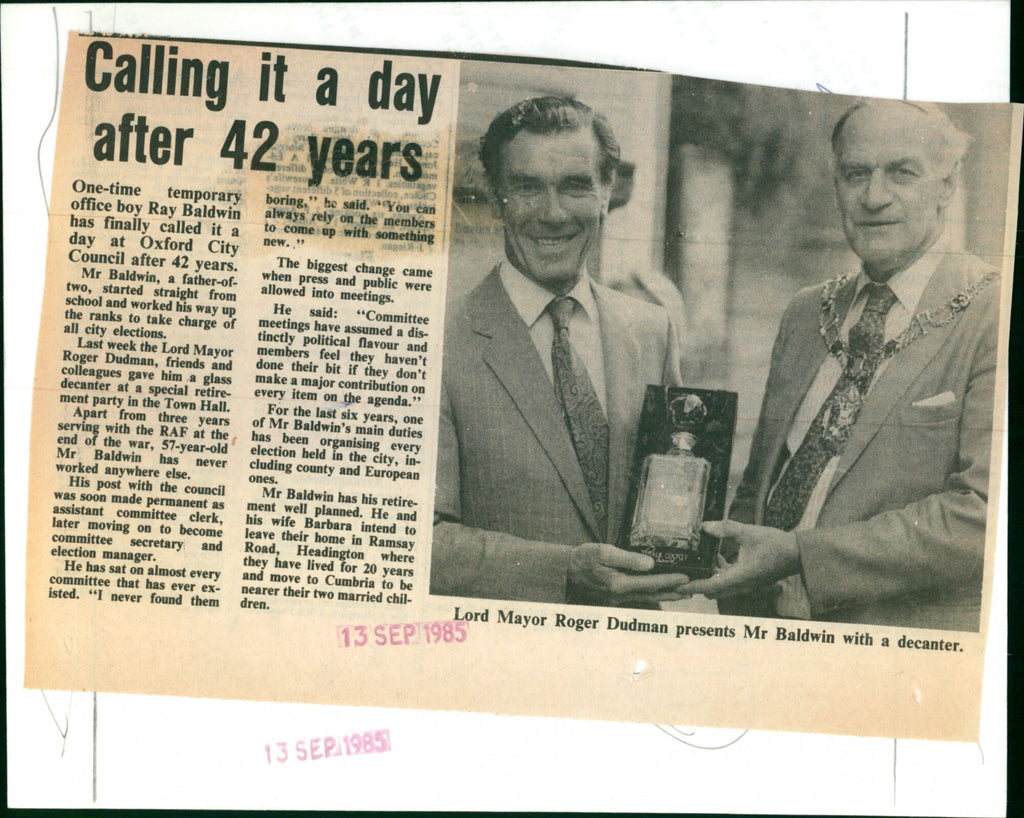 Calling it a day
after 42 years
One-time temporary
office boy Ray Baldwin
has finally called it a
day at Oxford City
Council after 42 years.
Mr Baldwin, a father-of-
two, started straight from
school and worked his way up
the ranks to take charge of
all city elections.
Last week the Lord Mayor
Roger Dudman, friends and
colleagues gave him a glass
decanter at a special retire-
ment party in the Town Hall.
Apart from three years
serving with the RAF at the
end of the war, 57-year-old
Mr Baldwin has never
worked anywhere else.
His post with the council
was soon made permanent as
assistant committee clerk,
later moving on to become
committee secretary and
election manager.
He has sat on almost every
committee that has ever ex-
isted. "I never found them
boring," he said. "You can
always rely on the members
to come up with something
new. ."
The biggest change came
when press and public were
allowed into meetings.
He said: "Committee
meetings have assumed a dis-
tinctly political flavour and
members feel they haven't
done their bit if they don't
make a major contribution on
every item on the agenda."
For the last six years, one
of Mr Baldwin's main duties
has been organising every
election held in the city, in-
cluding county and European
ones.
Mr Baldwin has his retire-
ment well planned. He and
his wife Barbara intend to
leave their home in Ramsay
Road, Headington where
they have lived for 20 years
and move to Cumbria to be
nearer their two married chil-
dren.
Lord Mayor Roger Dudman presents Mr Baldwin with a decanter.
13 SEP 1985
13 SEP 1985